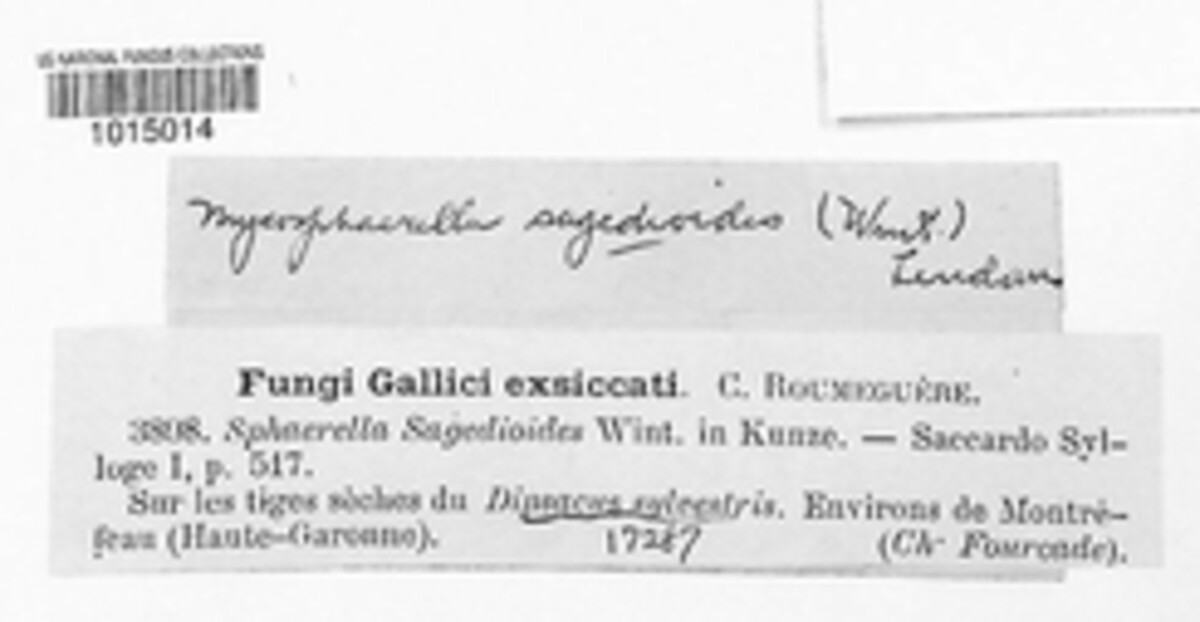 US NATIONAL FUNGUS COLLECTIONS
1015014
Mycosphaerella sagedioides (Wint.)
Lindau
Fungi Gallici exsiccati. C. ROUMEGUÈRE.
3808. Sphaerella Sagedioides Wint. in Kunze. — Saccardo Syl-
loge I, p. 517.
Sur les tiges sèches du Dipsacus sylvestris. Environs de Montré-
jeau (Haute-Garonne). (Ch. Fourcade).